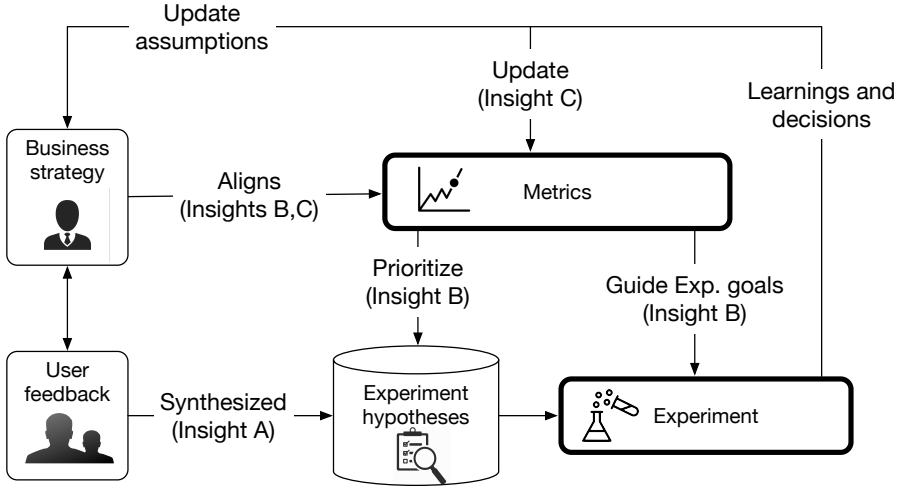 Update
assumptions
Update
(Insight C)
Learnings and
decisions
Business
strategy
Aligns
(Insights B,C)
Metrics
Prioritize
(Insight B)
Guide Exp. goals
(Insight B)
User
feedback
Synthesized
(Insight A)
Experiment
hypotheses
Experiment